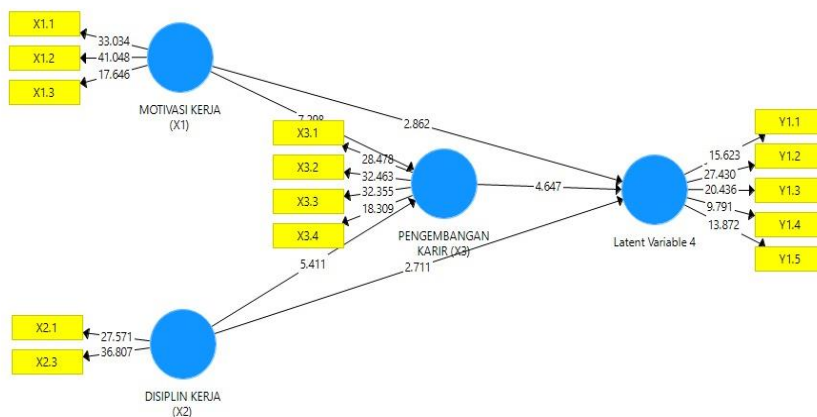 X1.1
33.034
X1.2
41.048
X1.3
17.646
MOTIVASI KERJA
(X1)
7.298
2.862
X3.1
28.478
X3.2
32.463
X3.3
32.355
X3.4
18.309
PENGEMBANGAN
KARIR (X3)
4.647
5.411
2.711
Y1.1
15.623
Y1.2
27.430
Y1.3
20.436
Y1.4
9.791
Y1.5
13.872
Latent Variable 4
X2.1
27.571
X2.3
36.807
DISIPLIN KERJA
(X2)